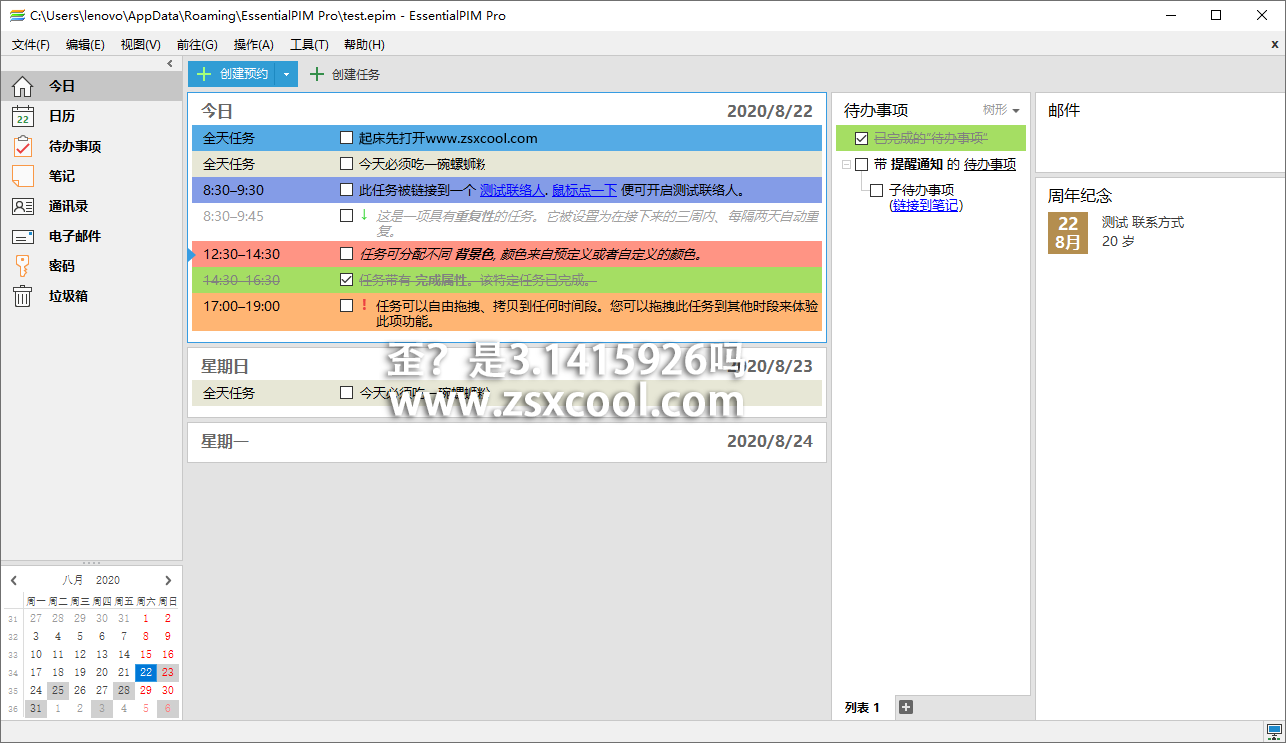 C:\Users\lenovo\AppData\Roaming\EssentialPIM Pro\test.epim - EssentialPIM Pro
文件(F) 编辑(E) 视图(V) 前往(G) 操作(A) 工具(T) 帮助(H)
今日
22
日历
待办事项
笔记
通讯录
电子邮件
密码
垃圾箱
八月 2020
周一 周二 周三 周四 周五 周六 周日
31 27 28 29 30 31 1 2
32 3 4 5 6 7 8 9
33 10 11 12 13 14 15 16
34 17 18 19 20 21 22 23
35 24 25 26 27 28 29 30
36 31 1 2 3 4 5 6
创建预约 创建任务
今日 2020/8/22
全天任务 起床先打开www.zsxcool.com
全天任务 今天必须吃一碗螺蛳粉
8:30–9:30 此任务被链接到一个 测试联络人. 鼠标点一下 便可开启测试联络人。
8:30–9:45 ↓ 这是一项具有重复性的任务。它被设置为在接下来的三周内、每隔两天自动重
复。
12:30–14:30 任务可分配不同 背景色, 颜色来自预定义或者自定义的颜色。
14:30–16:30 任务带有 完成属性。该特定任务已完成。
17:00–19:00 ! 任务可以自由拖拽、拷贝到任何时间段。您可以拖拽此任务到其他时段来体验
此项功能。
歪？是3.1415926吗
星期日 2020/8/23
全天任务 今天必须吃一碗螺蛳粉
www.zsxcool.com
星期一 2020/8/24
待办事项 树形
已完成的“待办事项”
带 提醒通知 的 待办事项
子待办事项
(链接到笔记)
列表 1
邮件
周年纪念
22
8月
测试 联系方式
20 岁